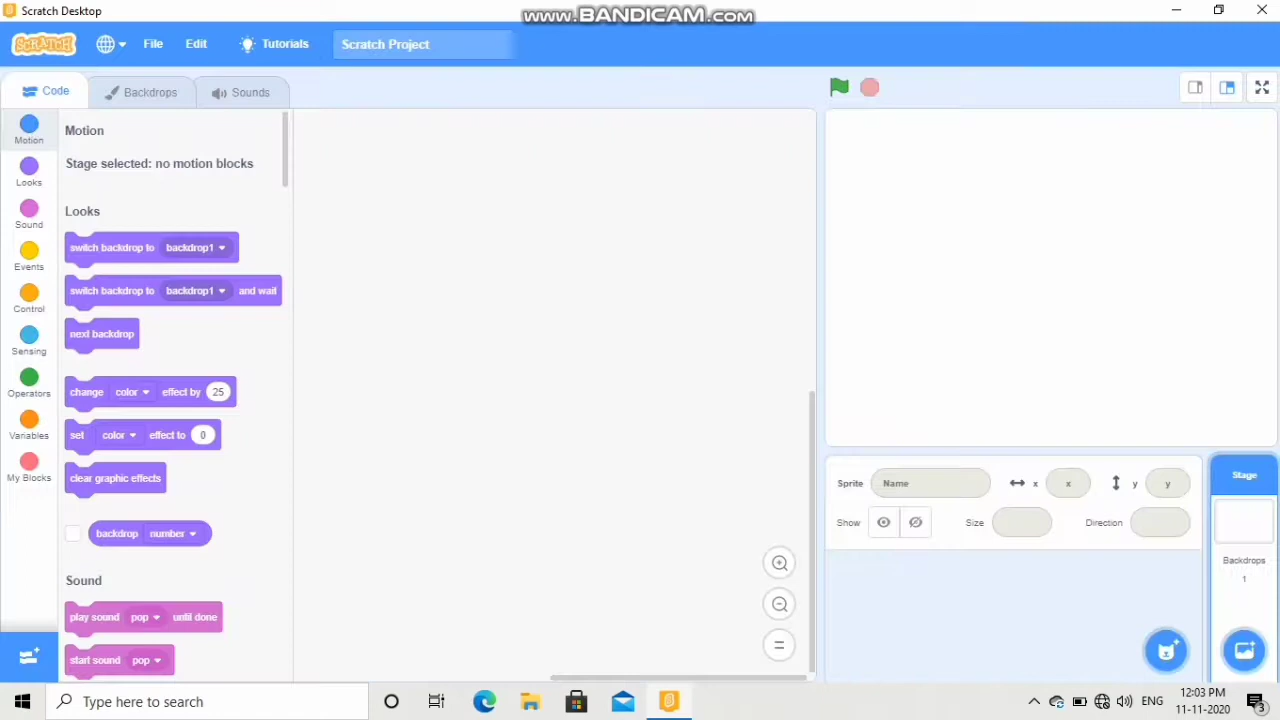 Scratch Desktop
www.BANDICAM.com
SCRATCH
File
Edit
Tutorials
Scratch Project
Code
Backdrops
Sounds
Motion
Looks
Sound
Events
Control
Sensing
Operators
Variables
My Blocks
Motion
Stage selected: no motion blocks
Looks
switch backdrop to backdrop1
switch backdrop to backdrop1 and wait
next backdrop
change color effect by 25
set color effect to 0
clear graphic effects
backdrop number
Sound
play sound pop until done
start sound pop
Sprite Name x x y y
Show Size Direction
Stage
Backdrops
1
Type here to search
ENG
12:03 PM
11-11-2020
3